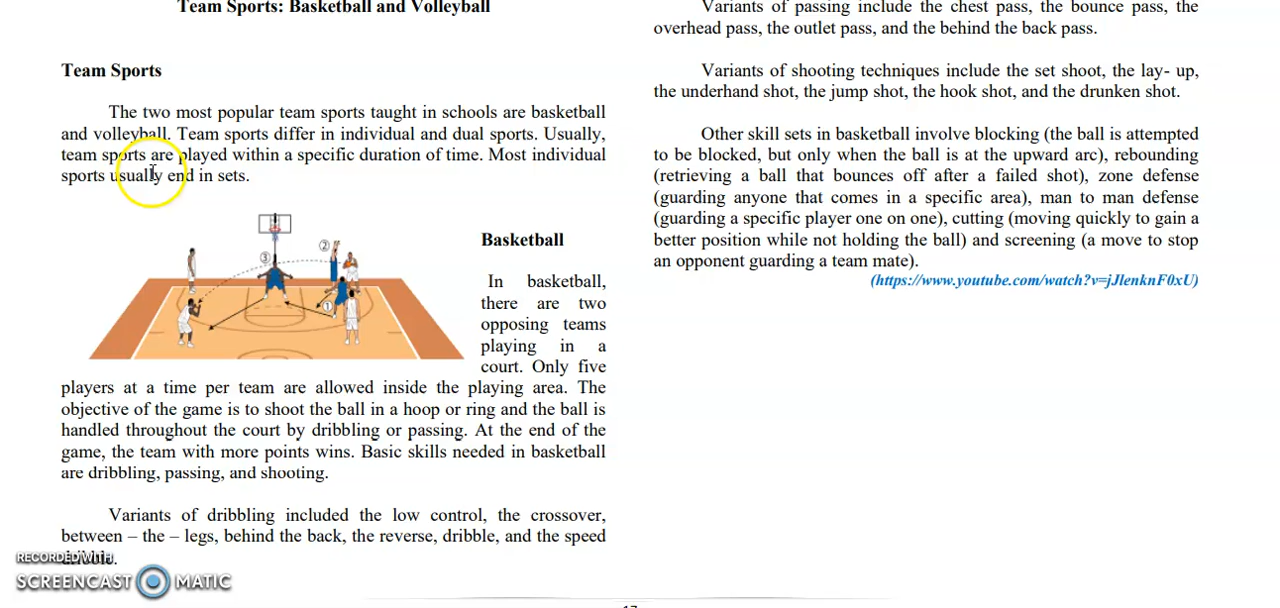 Team Sports: Basketball and Volleyball
Team Sports
The two most popular team sports taught in schools are basketball
and volleyball. Team sports differ in individual and dual sports. Usually,
team sports are played within a specific duration of time. Most individual
sports usually end in sets.
3
2
1
Basketball
In basketball,
there are two
opposing teams
playing in a
court. Only five
players at a time per team are allowed inside the playing area. The
objective of the game is to shoot the ball in a hoop or ring and the ball is
handled throughout the court by dribbling or passing. At the end of the
game, the team with more points wins. Basic skills needed in basketball
are dribbling, passing, and shooting.
Variants of dribbling included the low control, the crossover,
between – the – legs, behind the back, the reverse, dribble, and the speed
dribble.
Variants of passing include the chest pass, the bounce pass, the
overhead pass, the outlet pass, and the behind the back pass.
Variants of shooting techniques include the set shoot, the lay- up,
the underhand shot, the jump shot, the hook shot, and the drunken shot.
Other skill sets in basketball involve blocking (the ball is attempted
to be blocked, but only when the ball is at the upward arc), rebounding
(retrieving a ball that bounces off after a failed shot), zone defense
(guarding anyone that comes in a specific area), man to man defense
(guarding a specific player one on one), cutting (moving quickly to gain a
better position while not holding the ball) and screening (a move to stop
an opponent guarding a team mate).
(https://www.youtube.com/watch?v=jJlenknF0xU)
RECORDED WITH
SCREENCAST MATIC